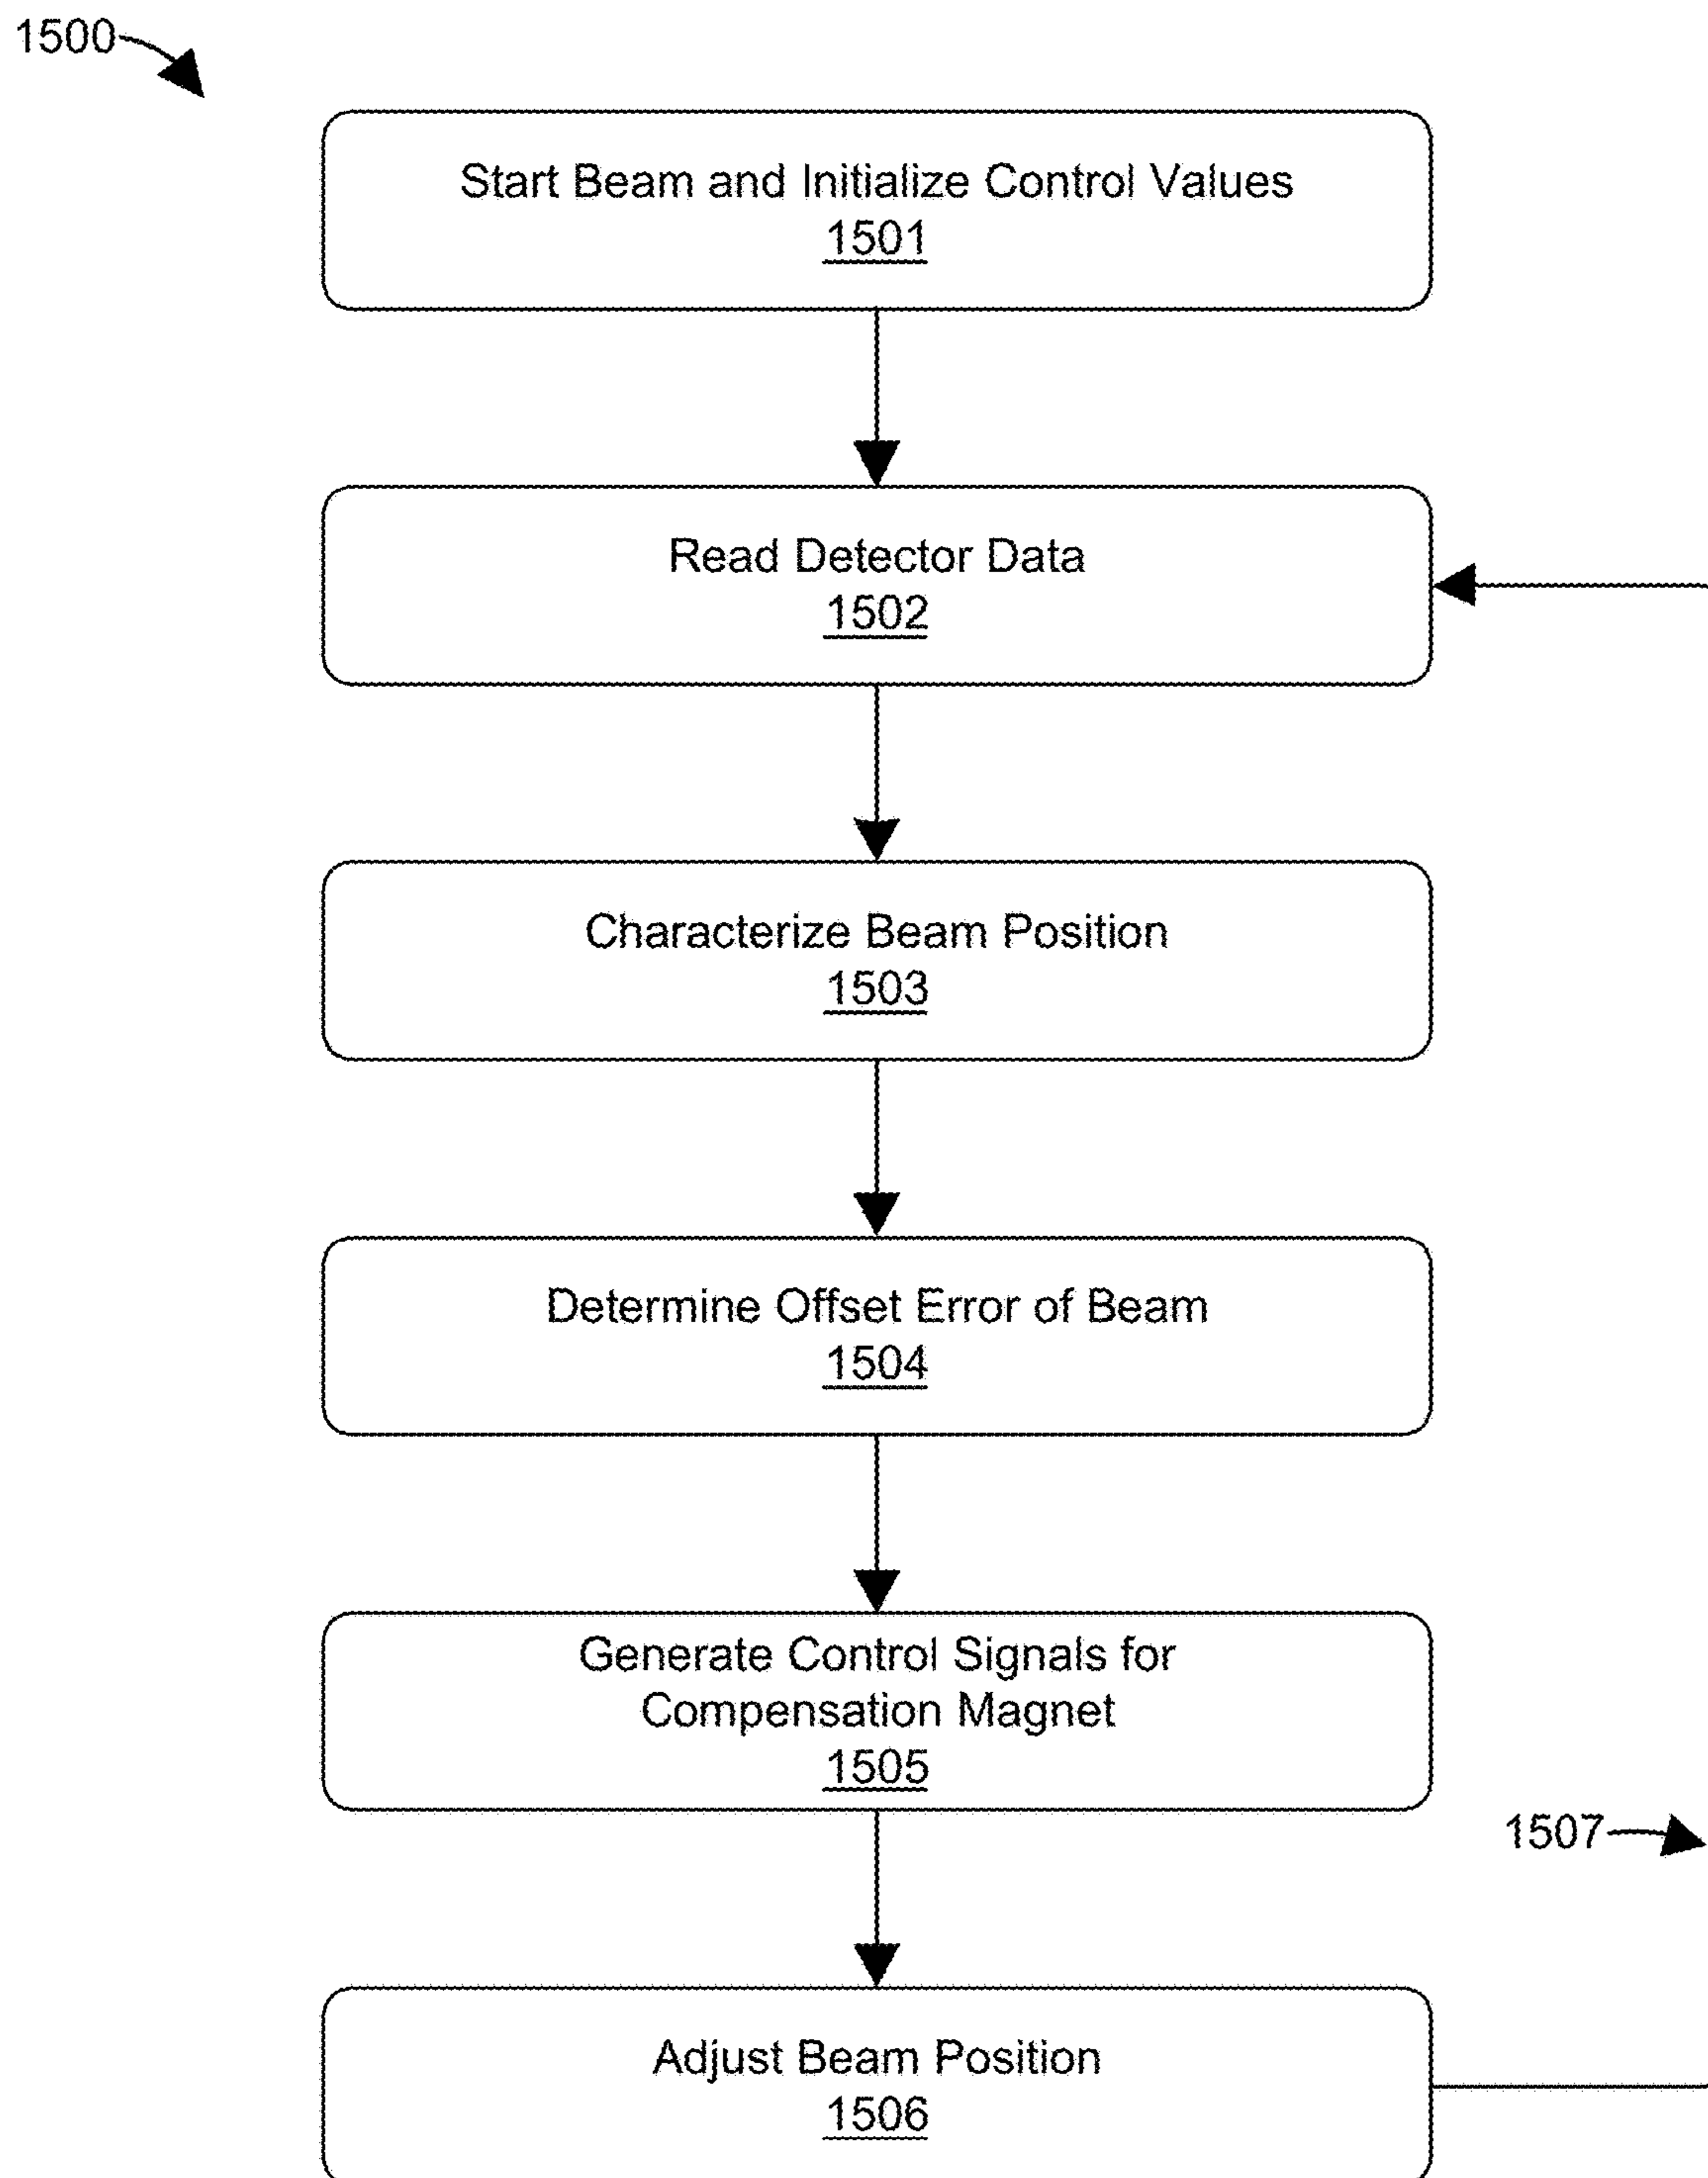 1500
Start Beam and Initialize Control Values
1501
Read Detector Data
1502
Characterize Beam Position
1503
Determine Offset Error of Beam
1504
Generate Control Signals for
Compensation Magnet
1505
1507
Adjust Beam Position
1506